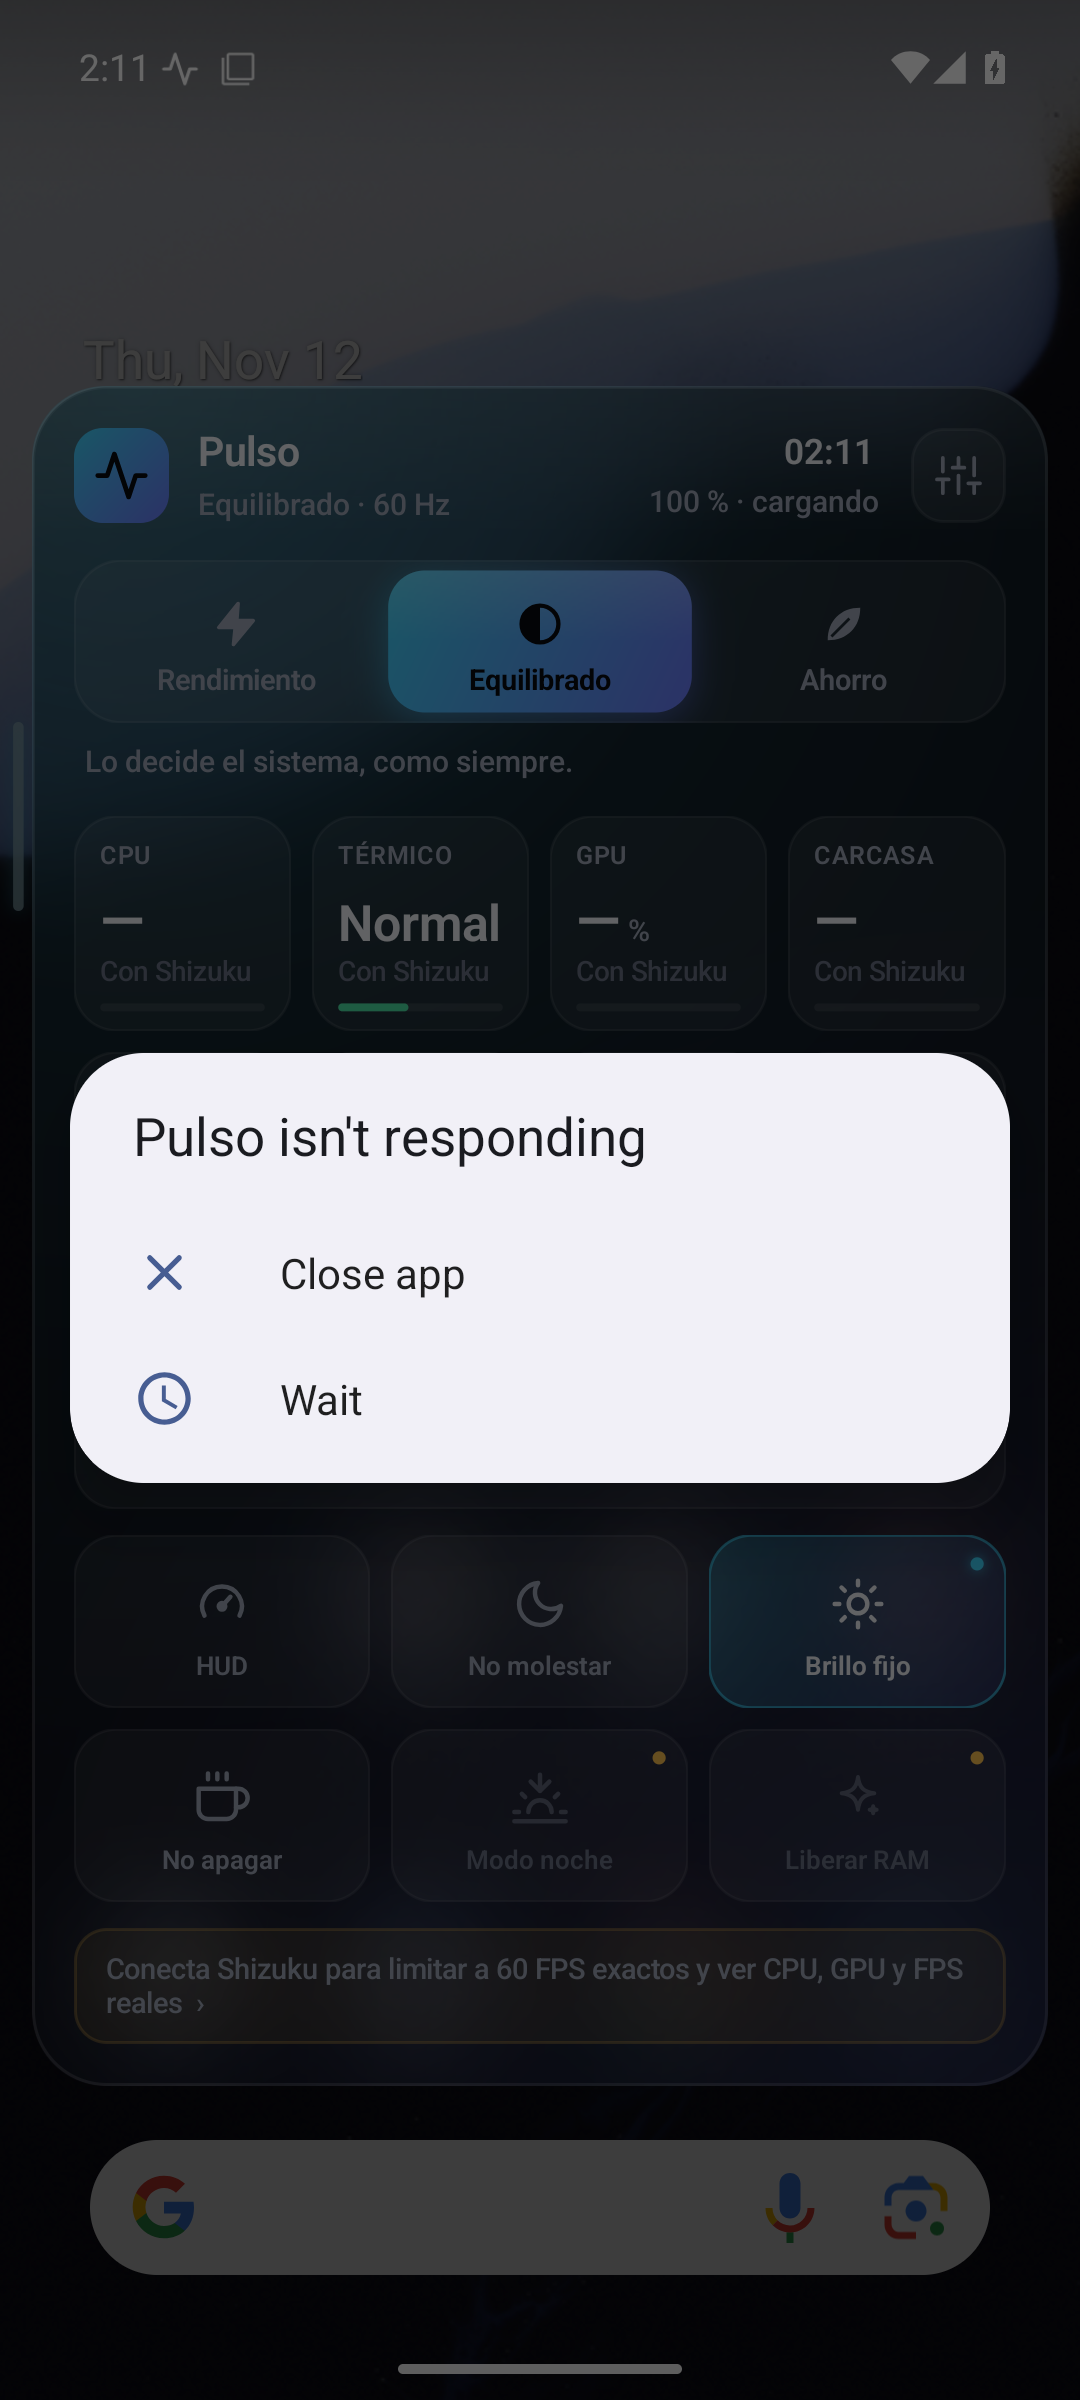 2:11
Thu, Nov 12
Pulso
Equilibrado · 60 Hz
02:11
100 % · cargando
Rendimiento
Equilibrado
Ahorro
Lo decide el sistema, como siempre.
CPU
—
Con Shizuku
TÉRMICO
Normal
Con Shizuku
GPU
— %
Con Shizuku
CARCASA
—
Con Shizuku
Pulso isn't responding
Close app
Wait
HUD
No molestar
Brillo fijo
No apagar
Modo noche
Liberar RAM
Conecta Shizuku para limitar a 60 FPS exactos y ver CPU, GPU y FPS
reales ›